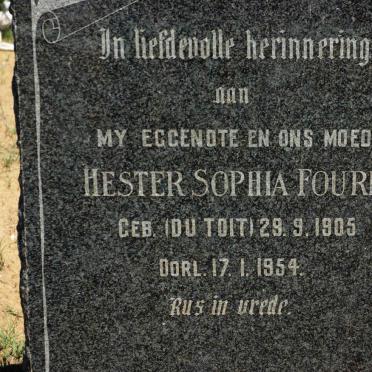 In liefdevolle herinnering
aan
MY EGGENOTE EN ONS MOED
HESTER SOPHIA FOURI
GEB. (DU TOIT) 29. 9. 1905
OORL. 17. 1. 1954.
Rus in vrede.